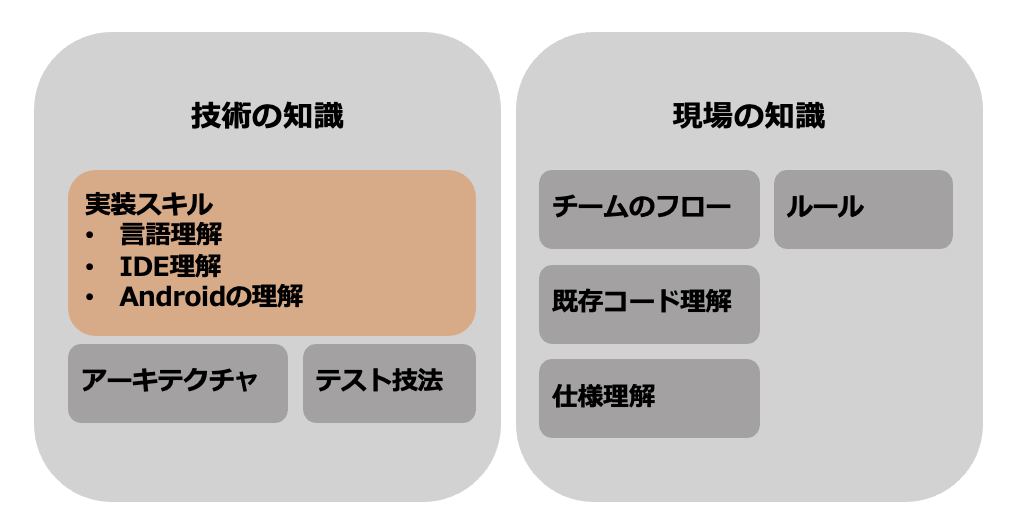 技術の知識
実装スキル
• 言語理解
• IDE理解
• Androidの理解
アーキテクチャ
テスト技法
現場の知識
チームのフロー
ルール
既存コード理解
仕様理解